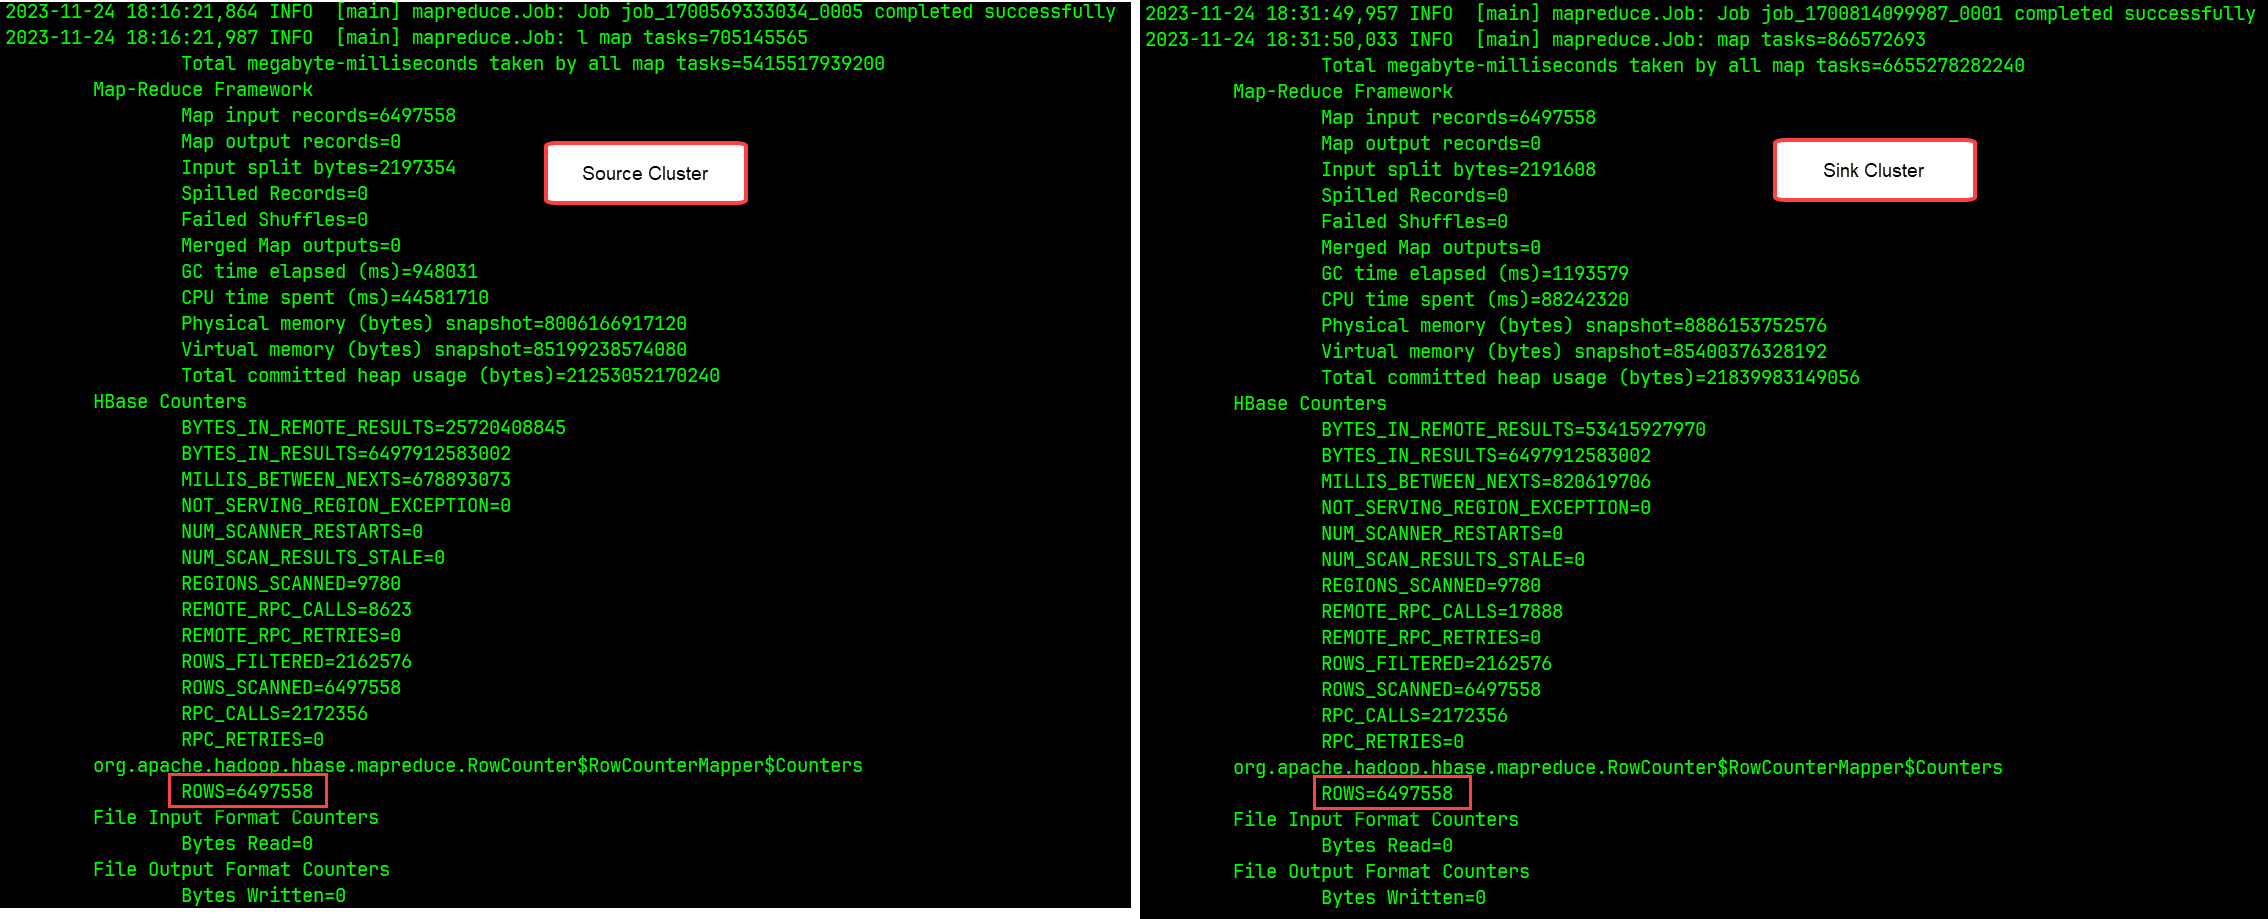 2023-11-24 18:16:21,864 INFO  [main] mapreduce.Job: Job job_1700569333034_0005 completed successfully
2023-11-24 18:16:21,987 INFO  [main] mapreduce.Job: l map tasks=705145565
Total megabyte-milliseconds taken by all map tasks=5415517939200
Map-Reduce Framework
Map input records=6497558
Map output records=0
Input split bytes=2197354
Spilled Records=0
Failed Shuffles=0
Merged Map outputs=0
GC time elapsed (ms)=948031
CPU time spent (ms)=44581710
Physical memory (bytes) snapshot=8006166917120
Virtual memory (bytes) snapshot=85199238574080
Total committed heap usage (bytes)=21253052170240
HBase Counters
BYTES_IN_REMOTE_RESULTS=25720408845
BYTES_IN_RESULTS=6497912583002
MILLIS_BETWEEN_NEXTS=678893073
NOT_SERVING_REGION_EXCEPTION=0
NUM_SCANNER_RESTARTS=0
NUM_SCAN_RESULTS_STALE=0
REGIONS_SCANNED=9780
REMOTE_RPC_CALLS=8623
REMOTE_RPC_RETRIES=0
ROWS_FILTERED=2162576
ROWS_SCANNED=6497558
RPC_CALLS=2172356
RPC_RETRIES=0
org.apache.hadoop.hbase.mapreduce.RowCounter$RowCounterMapper$Counters
ROWS=6497558
File Input Format Counters
Bytes Read=0
File Output Format Counters
Bytes Written=0
Source Cluster
2023-11-24 18:31:49,957 INFO  [main] mapreduce.Job: Job job_1700814099987_0001 completed successfully
2023-11-24 18:31:50,033 INFO  [main] mapreduce.Job: map tasks=866572693
Total megabyte-milliseconds taken by all map tasks=6655278282240
Map-Reduce Framework
Map input records=6497558
Map output records=0
Input split bytes=2191608
Spilled Records=0
Failed Shuffles=0
Merged Map outputs=0
GC time elapsed (ms)=1193579
CPU time spent (ms)=88242320
Physical memory (bytes) snapshot=8886153752576
Virtual memory (bytes) snapshot=85400376328192
Total committed heap usage (bytes)=21839983149056
HBase Counters
BYTES_IN_REMOTE_RESULTS=53415927970
BYTES_IN_RESULTS=6497912583002
MILLIS_BETWEEN_NEXTS=820619706
NOT_SERVING_REGION_EXCEPTION=0
NUM_SCANNER_RESTARTS=0
NUM_SCAN_RESULTS_STALE=0
REGIONS_SCANNED=9780
REMOTE_RPC_CALLS=17888
REMOTE_RPC_RETRIES=0
ROWS_FILTERED=2162576
ROWS_SCANNED=6497558
RPC_CALLS=2172356
RPC_RETRIES=0
org.apache.hadoop.hbase.mapreduce.RowCounter$RowCounterMapper$Counters
ROWS=6497558
File Input Format Counters
Bytes Read=0
File Output Format Counters
Bytes Written=0
Sink Cluster